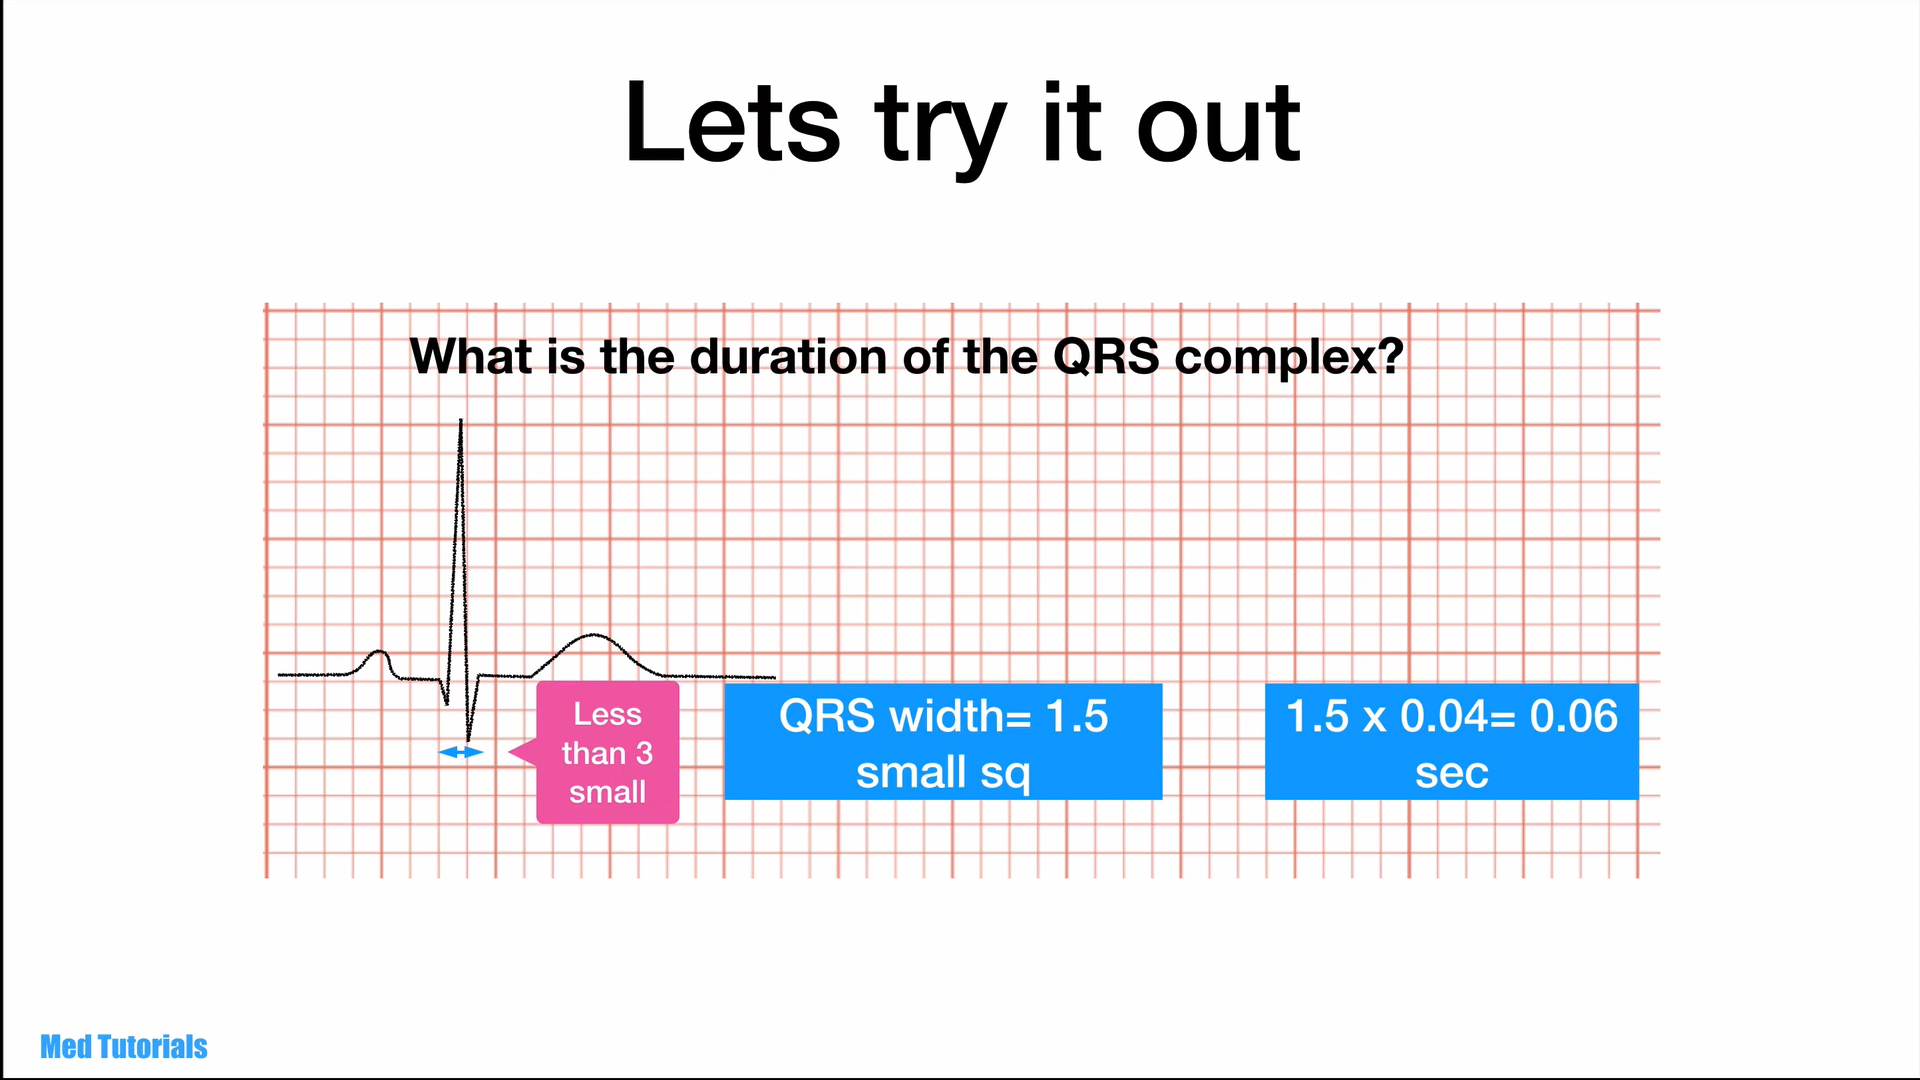 Lets try it out
What is the duration of the QRS complex?
Less
than 3
small
QRS width= 1.5
small sq
1.5 x 0.04= 0.06
sec
Med Tutorials